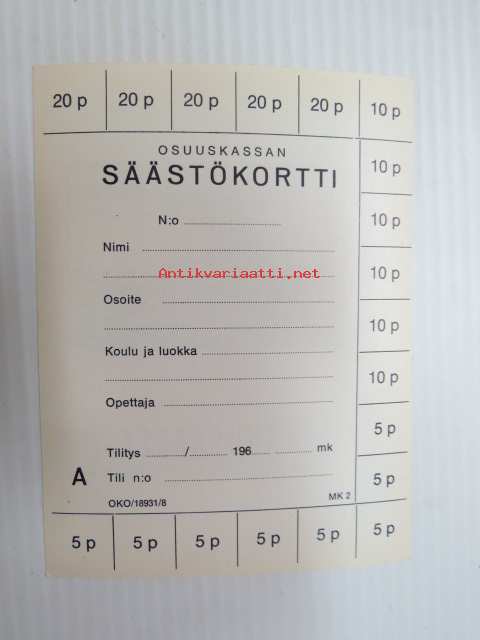 20 p 20 p 20 p 20 p 20 p 10 p
OSUUSKASSAN
SÄÄSTÖKORTTI
10 p
N:o
10 p
Nimi
Antikvariaatti.net
10 p
Osoite
10 p
Koulu ja luokka
10 p
Opettaja
5 p
Tilitys / 196 mk
A Tili n:o
5 p
OKO/18931/8 MK 2
5 p 5 p 5 p 5 p 5 p 5 p